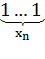 1 … 1
xₙ